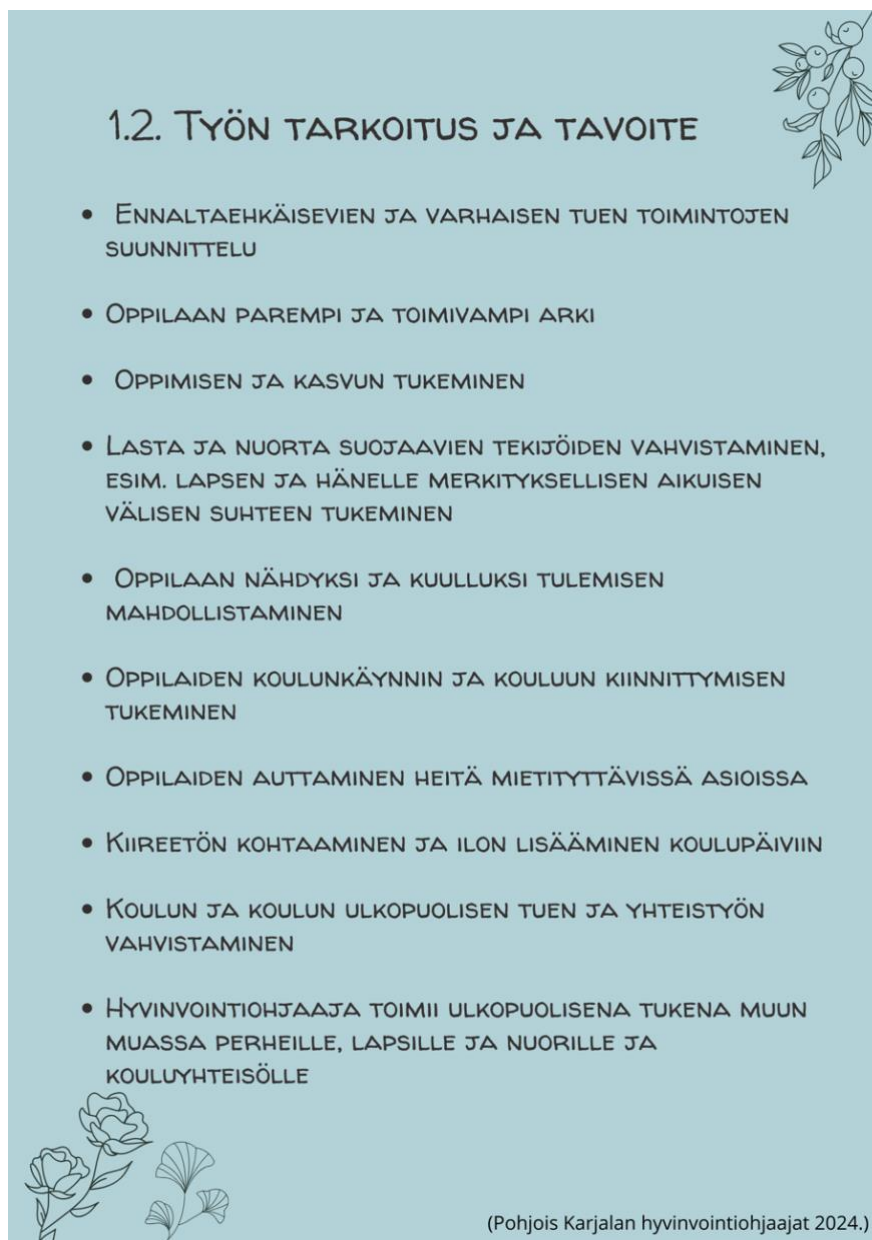 1.2. Työn tarkoitus ja tavoite
• Ennaltaehkäisevien ja varhaisen tuen toimintojen
suunnittelu
• Oppilaan parempi ja toimivampi arki
• Oppimisen ja kasvun tukeminen
• Lasta ja nuorta suojaavien tekijöiden vahvistaminen,
esim. lapsen ja hänelle merkityksellisen aikuisen
välisen suhteen tukeminen
• Oppilaan nähdyksi ja kuulluksi tulemisen
mahdollistaminen
• Oppilaiden koulunkäynnin ja kouluun kiinnittymisen
tukeminen
• Oppilaiden auttaminen heitä mietityttävissä asioissa
• Kiireetön kohtaaminen ja ilon lisääminen koulupäiviin
• Koulun ja koulun ulkopuolisen tuen ja yhteistyön
vahvistaminen
• Hyvinvointiohjaaja toimii ulkopuolisena tukena muun
muassa perheille, lapsille ja nuorille ja
kouluyhteisölle
(Pohjois Karjalan hyvinvointiohjaajat 2024.)